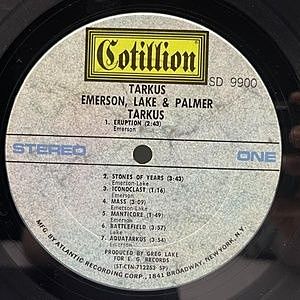 Cotillion
SD 9900
TARKUS
EMERSON, LAKE & PALMER
TARKUS
1. ERUPTION (2:43)
Emerson
STEREO
ONE
2. STONES OF YEARS (3:43)
Emerson-Lake
3. ICONOCLAST (1:16)
Emerson
4. MASS (3:09)
Emerson-Lake
5. MANTICORE (1:49)
Emerson
6. BATTLEFIELD (3:57)
Lake
7. AQUATARKUS (3:54)
Emerson
PRODUCED BY GREG LAKE
FOR E. G. RECORDS
(ST-CTN-712253 SP)
MFG. BY ATLANTIC RECORDING CORP., 1841 BROADWAY, NEW YORK, N.Y.